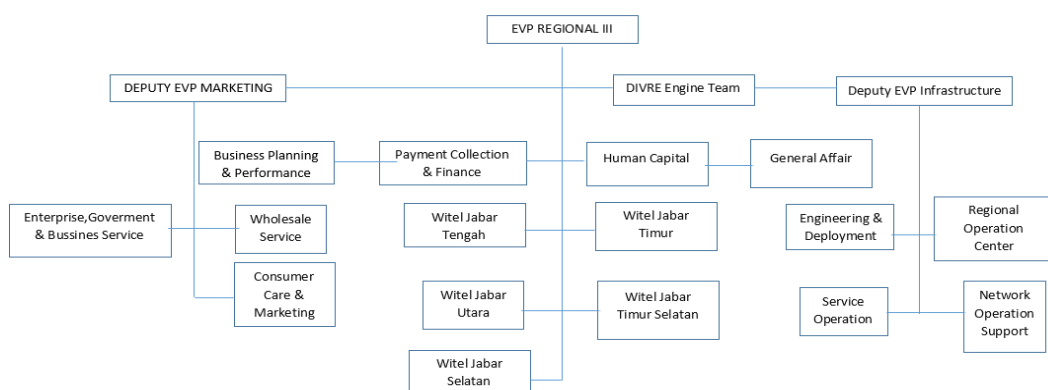 EVP REGIONAL III
DEPUTY EVP MARKETING
DIVRE Engine Team
Deputy EVP Infrastructure
Business Planning
& Performance
Payment Collection
& Finance
Human Capital
General Affair
Enterprise,Goverment
& Bussines Service
Wholesale
Service
Witel Jabar
Tengah
Witel Jabar
Timur
Engineering &
Deployment
Regional
Operation
Center
Consumer
Care &
Marketing
Witel Jabar
Utara
Witel Jabar
Timur Selatan
Service
Operation
Network
Operation
Support
Witel Jabar
Selatan